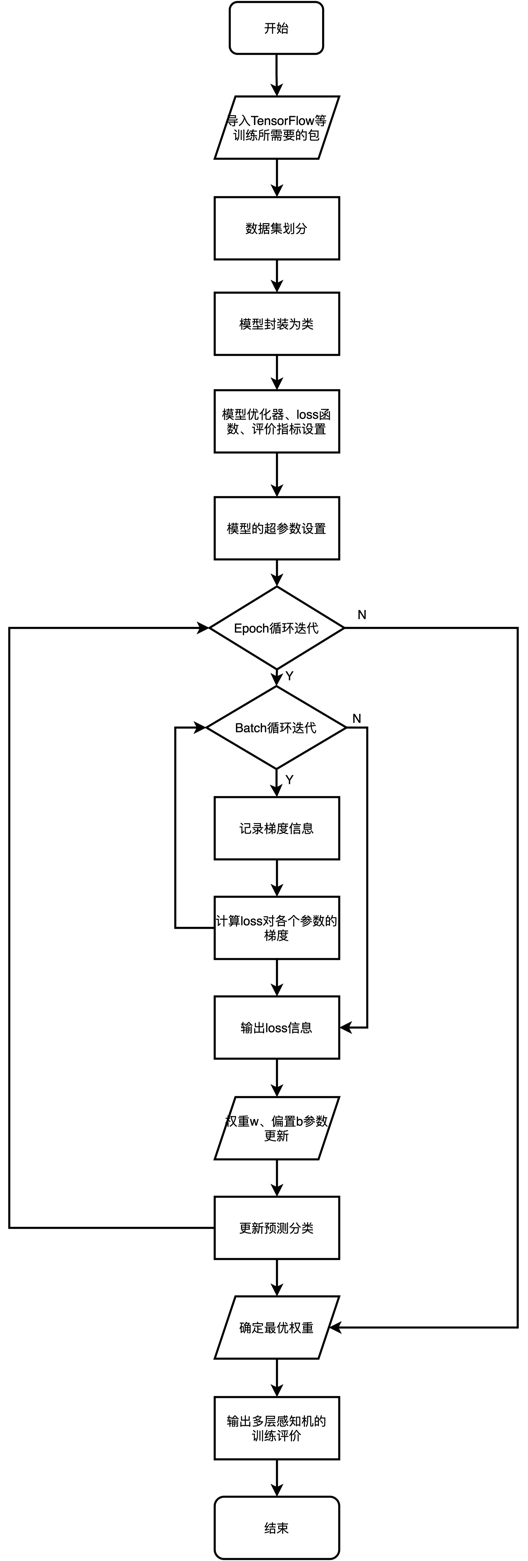 开始
导入TensorFlow等
训练所需要的包
数据集划分
模型封装为类
模型优化器、loss函
数、评价指标设置
模型的超参数设置
Epoch循环迭代
N
Y
Batch循环迭代
N
Y
记录梯度信息
计算loss对各个参数的
梯度
输出loss信息
权重w、偏置b参数
更新
更新预测分类
确定最优权重
输出多层感知机的
训练评价
结束